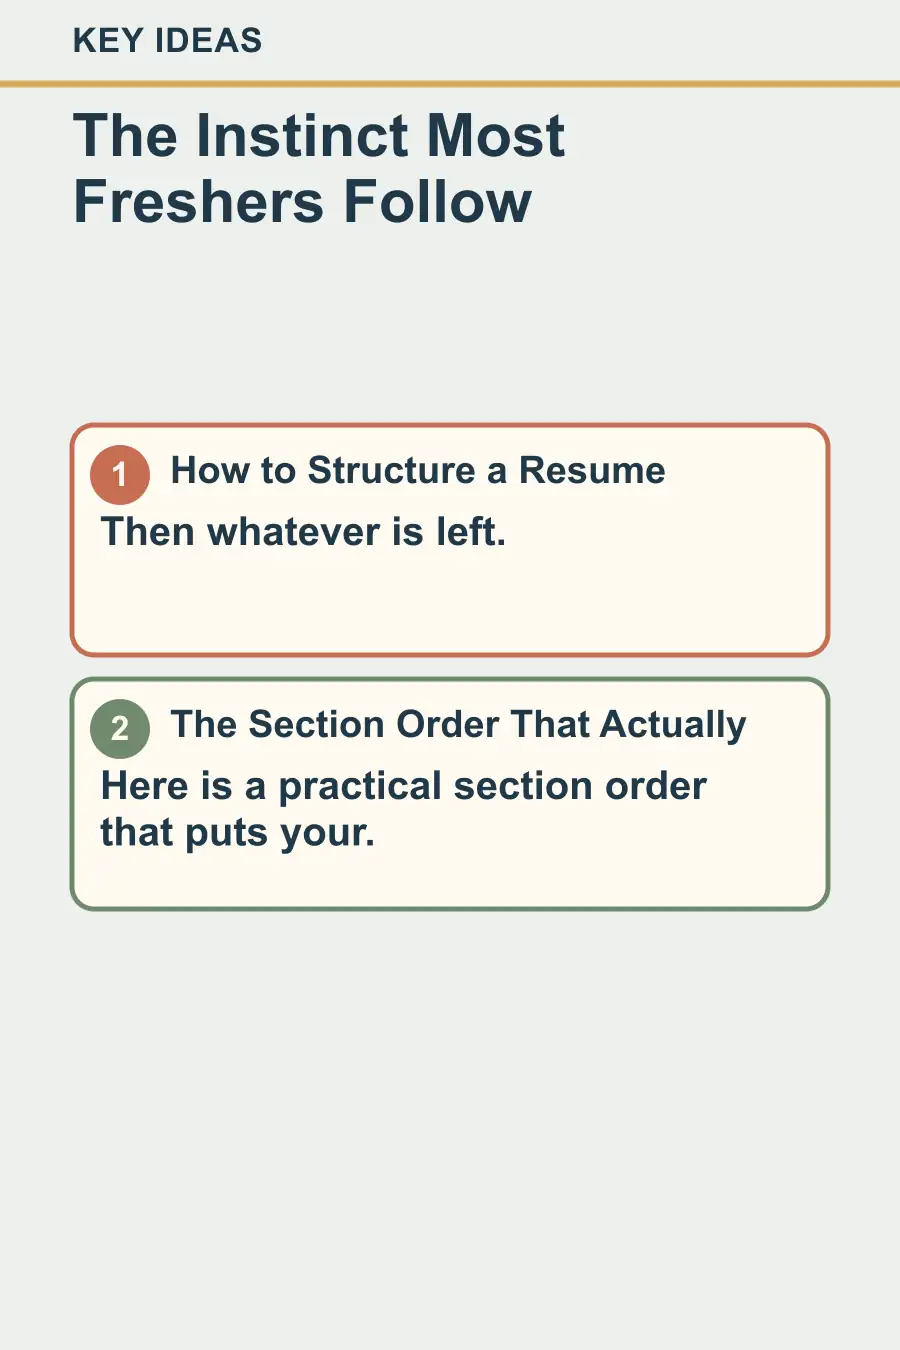 KEY IDEAS
The Instinct Most
Freshers Follow
1 How to Structure a Resume
Then whatever is left.
2 The Section Order That Actually
Here is a practical section order
that puts your.